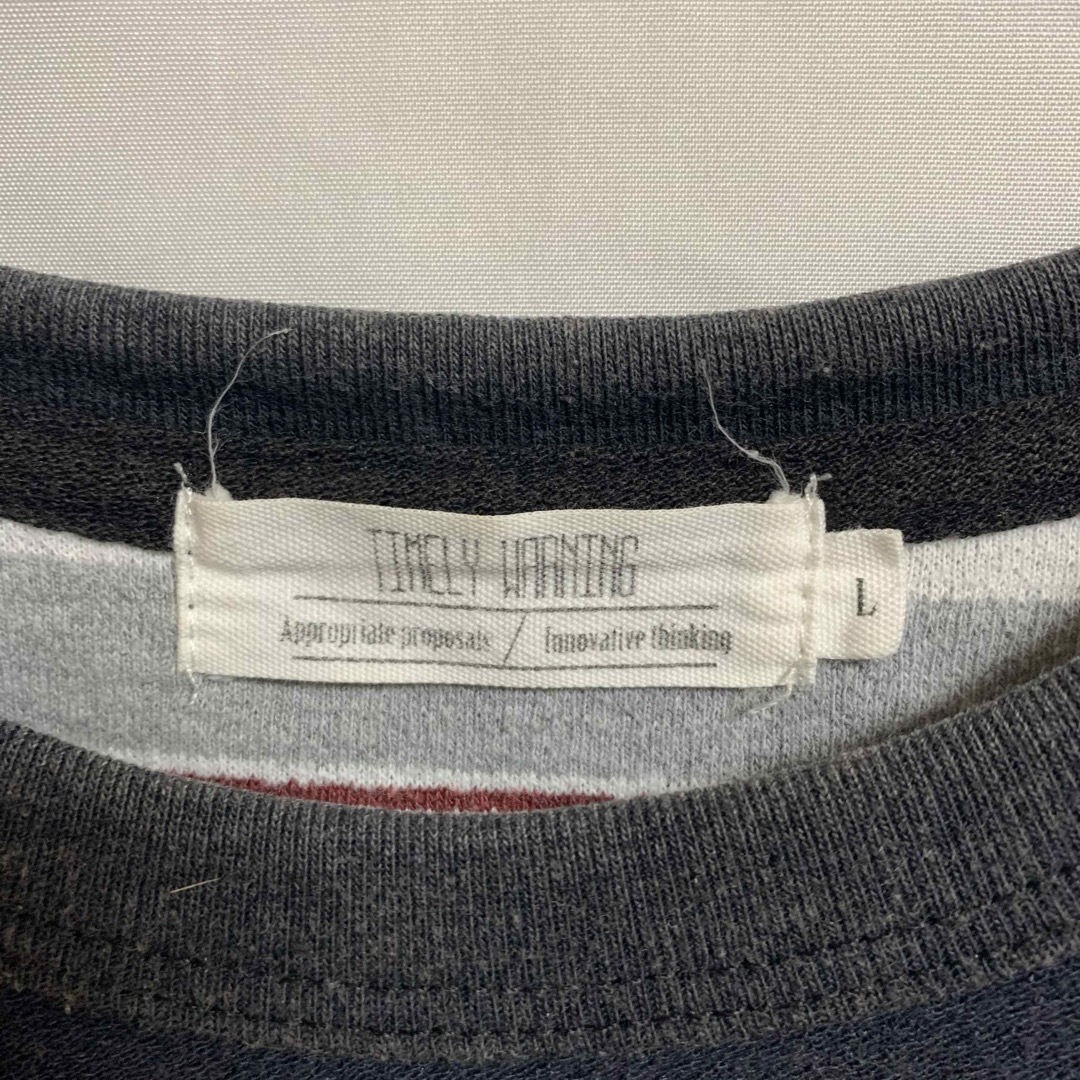 TIMELY WARNING
Appropriate proposals / Innovative thinking
L